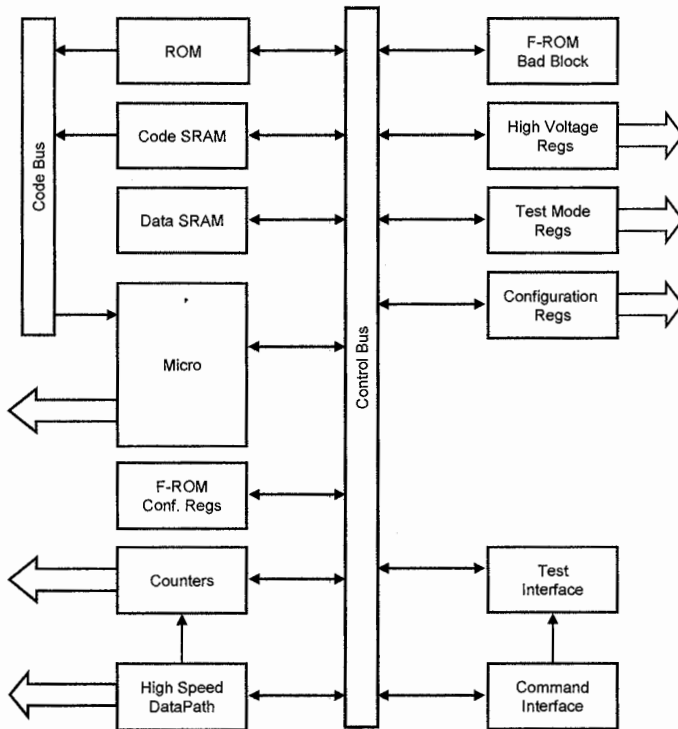 ROM
Code SRAM
Data SRAM
Code Bus
Micro
F-ROM
Conf. Regs
Counters
High Speed
DataPath
Control Bus
F-ROM
Bad Block
High Voltage
Regs
Test Mode
Regs
Configuration
Regs
Test
Interface
Command
Interface